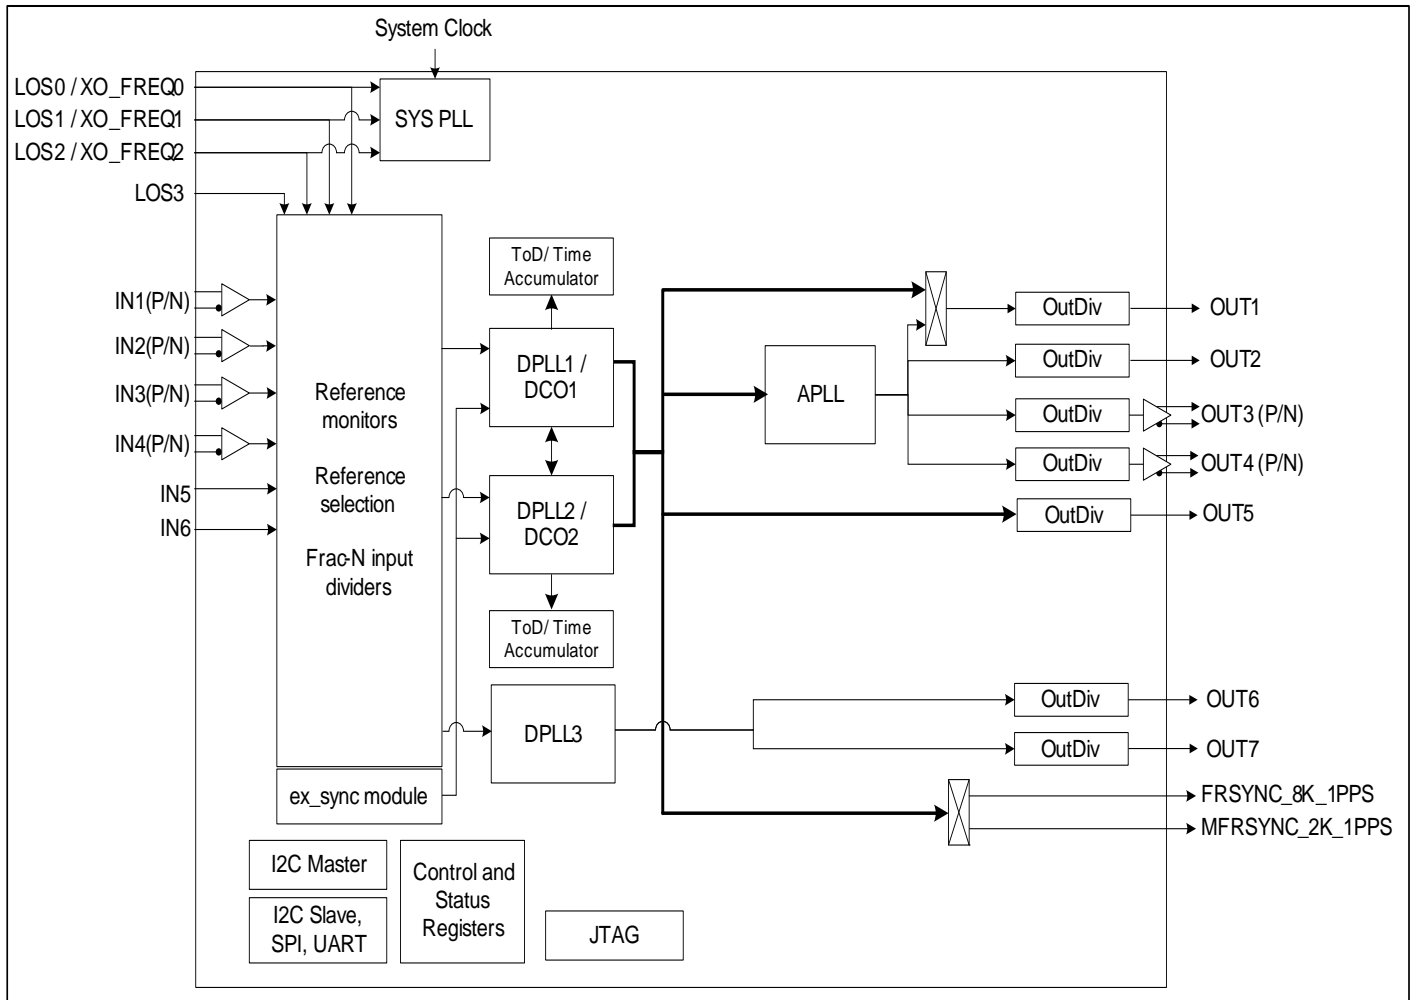 System Clock
LOS0 / XO_FREQ0
LOS1 / XO_FREQ1
LOS2 / XO_FREQ2
LOS3
SYS PLL
IN1(P/N)
IN2(P/N)
IN3(P/N)
IN4(P/N)
IN5
IN6
Reference
monitors
Reference
selection
Frac-N input
dividers
ex_sync module
ToD/ Time
Accumulator
DPLL1 /
DCO1
DPLL2 /
DCO2
ToD/ Time
Accumulator
DPLL3
APLL
OutDiv
OUT1
OutDiv
OUT2
OutDiv
OUT3 (P/N)
OutDiv
OUT4 (P/N)
OutDiv
OUT5
OutDiv
OUT6
OutDiv
OUT7
FRSYNC_8K_1PPS
MFRSYNC_2K_1PPS
I2C Master
I2C Slave,
SPI, UART
Control and
Status
Registers
JTAG